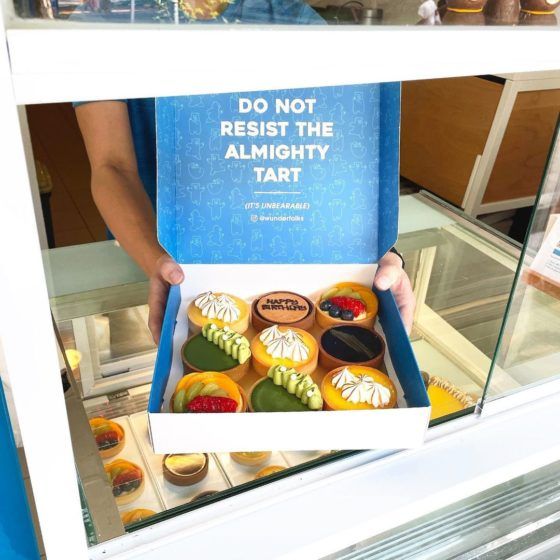 DO NOT
RESIST THE
ALMIGHTY
TART
(IT'S UNBEARABLE)
@wunderfolks
HAPPY
BIRTHDAY